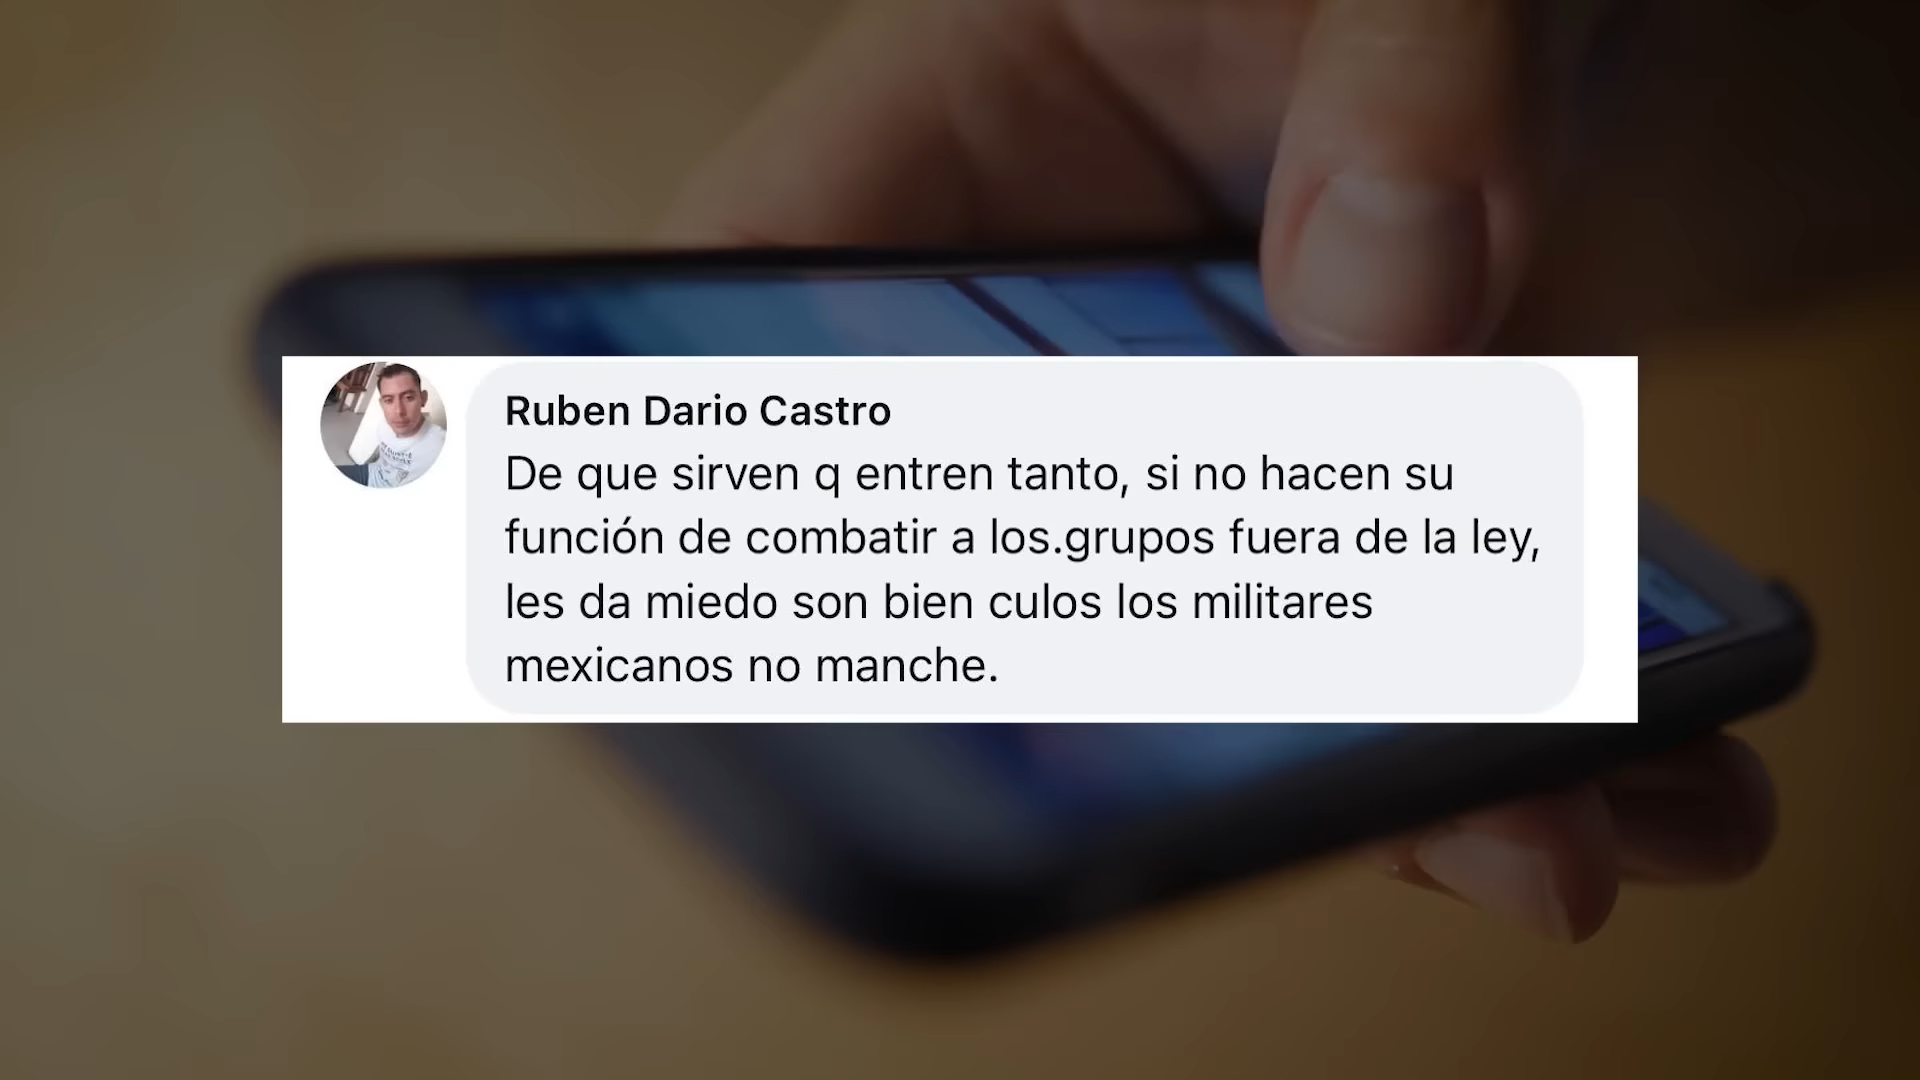 Ruben Dario Castro
De que sirven q entren tanto, si no hacen su
función de combatir a los.grupos fuera de la ley,
les da miedo son bien culos los militares
mexicanos no manche.